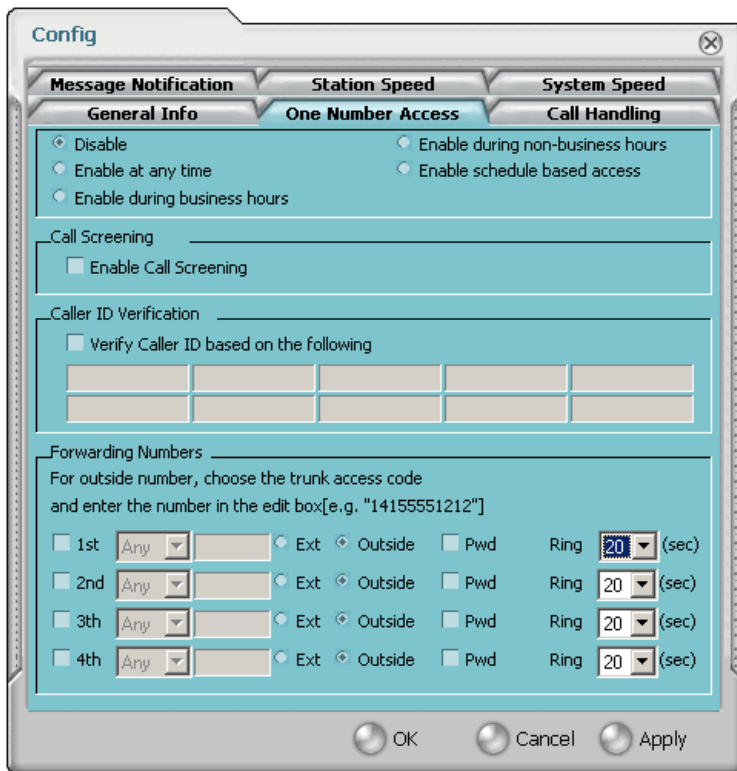 Config
Message Notification Station Speed System Speed
General Info One Number Access Call Handling
Disable Enable during non-business hours
Enable at any time Enable schedule based access
Enable during business hours
Call Screening
Enable Call Screening
Caller ID Verification
Verify Caller ID based on the following
Forwarding Numbers
For outside number, choose the trunk access code
and enter the number in the edit box[e.g. "14155551212"]
1st Any Ext Outside Pwd Ring 20 (sec)
2nd Any Ext Outside Pwd Ring 20 (sec)
3th Any Ext Outside Pwd Ring 20 (sec)
4th Any Ext Outside Pwd Ring 20 (sec)
OK Cancel Apply